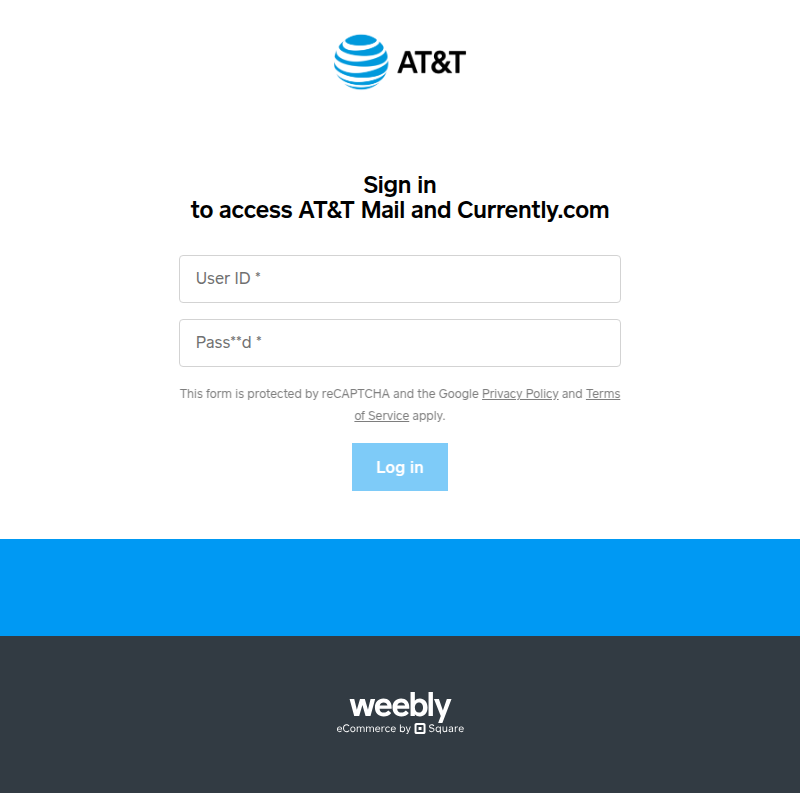 AT&T
Sign in
to access AT&T Mail and Currently.com
User ID *
Pass**d *
This form is protected by reCAPTCHA and the Google Privacy Policy and Terms
of Service apply.
Log in
weebly
eCommerce by Square